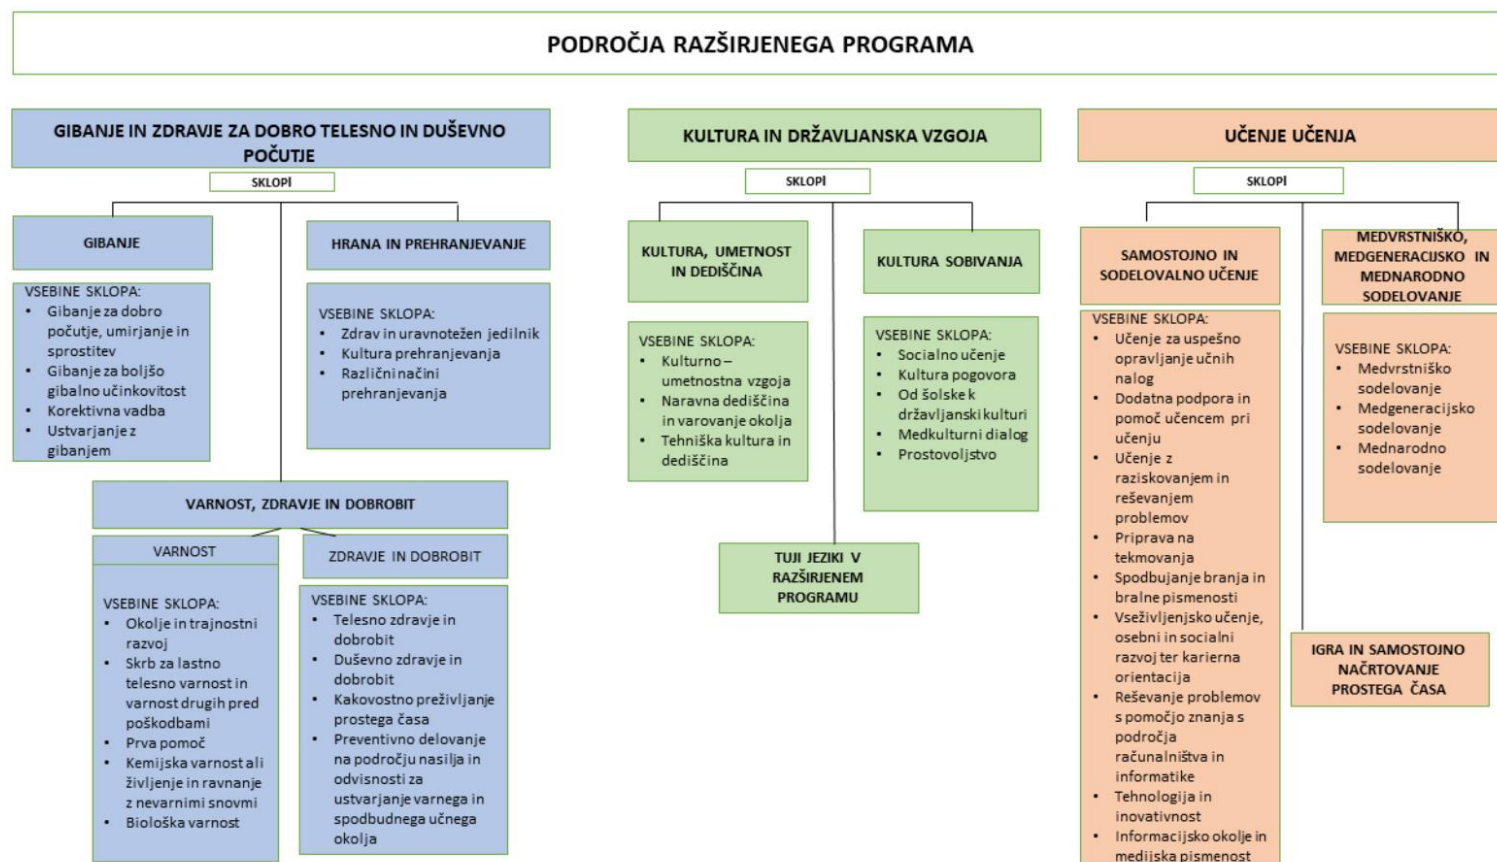 PODROČJA RAZŠIRJENEGA PROGRAMA
GIBANJE IN ZDRAVJE ZA DOBRO TELESNO IN DUŠEVNO
POČUTJE
SKLOPI
GIBANJE
VSEBINE SKLOPA:
• Gibanje za dobro
počutje, umirjanje in
sprostitev
• Gibanje za boljšo
gibalno učinkovitost
• Korektivna vadba
• Ustvarjanje z
gibanjem
HRANA IN PREHRANJEVANJE
VSEBINE SKLOPA:
• Zdrav in uravnotežen jedilnik
• Kultura prehranjevanja
• Različni načini
prehranjevanja
VARNOST, ZDRAVJE IN DOBROBIT
VARNOST
VSEBINE SKLOPA:
• Okolje in trajnostni
razvoj
• Skrb za lastno
telesno varnost in
varnost drugih pred
poškodbami
• Prva pomoč
• Kemijska varnost ali
življenje in ravnanje
z nevarnimi snovmi
• Biološka varnost
ZDRAVJE IN DOBROBIT
VSEBINE SKLOPA:
• Telesno zdravje in
dobrobit
• Duševno zdravje in
dobrobit
• Kakovostno preživljanje
prostega časa
• Preventivno delovanje
na področju nasilja in
odvisnosti za
ustvarjanje varnega in
spodbudnega učnega
okolja
KULTURA IN DRŽAVLJANSKA VZGOJA
SKLOPI
KULTURA, UMETNOST
IN DEDIŠČINA
VSEBINE SKLOPA:
• Kulturno –
umetnostna vzgoja
• Naravna dediščina
in varovanje okolja
• Tehniška kultura in
dediščina
KULTURA SOBIVANJA
VSEBINE SKLOPA:
• Socialno učenje
• Kultura pogovora
• Od šolske k
državljanski kulturi
• Medkulturni dialog
• Prostovoljstvo
TUJI JEZIKI V
RAZŠIRJENEM
PROGRAMU
UČENJE UČENJA
SKLOPI
SAMOSTOJNO IN
SODELOVALNO UČENJE
VSEBINE SKLOPA:
• Učenje za uspešno
opravljanje učnih
nalog
• Dodatna podpora in
pomoč učencem pri
učenju
• Učenje z
raziskovanjem in
reševanjem
problemov
• Priprava na
tekmovanja
• Spodbujanje branja in
bralne pismenosti
• Vseživljenjsko učenje,
osebni in socialni
razvoj ter karierna
orientacija
• Reševanje problemov
s pomočjo znanja s
področja
računalništva in
informatike
• Tehnologija in
inovativnost
• Informacijsko okolje in
medijska pismenost
MEDVRSTNIŠKO,
MEDGENERACIJSKO IN
MEDNARODNO
SODELOVANJE
VSEBINE SKLOPA:
• Medvrstniško
sodelovanje
• Medgeneracijsko
sodelovanje
• Mednarodno
sodelovanje
IGRA IN SAMOSTOJNO
NAČRTOVANJE
PROSTEGA ČASA